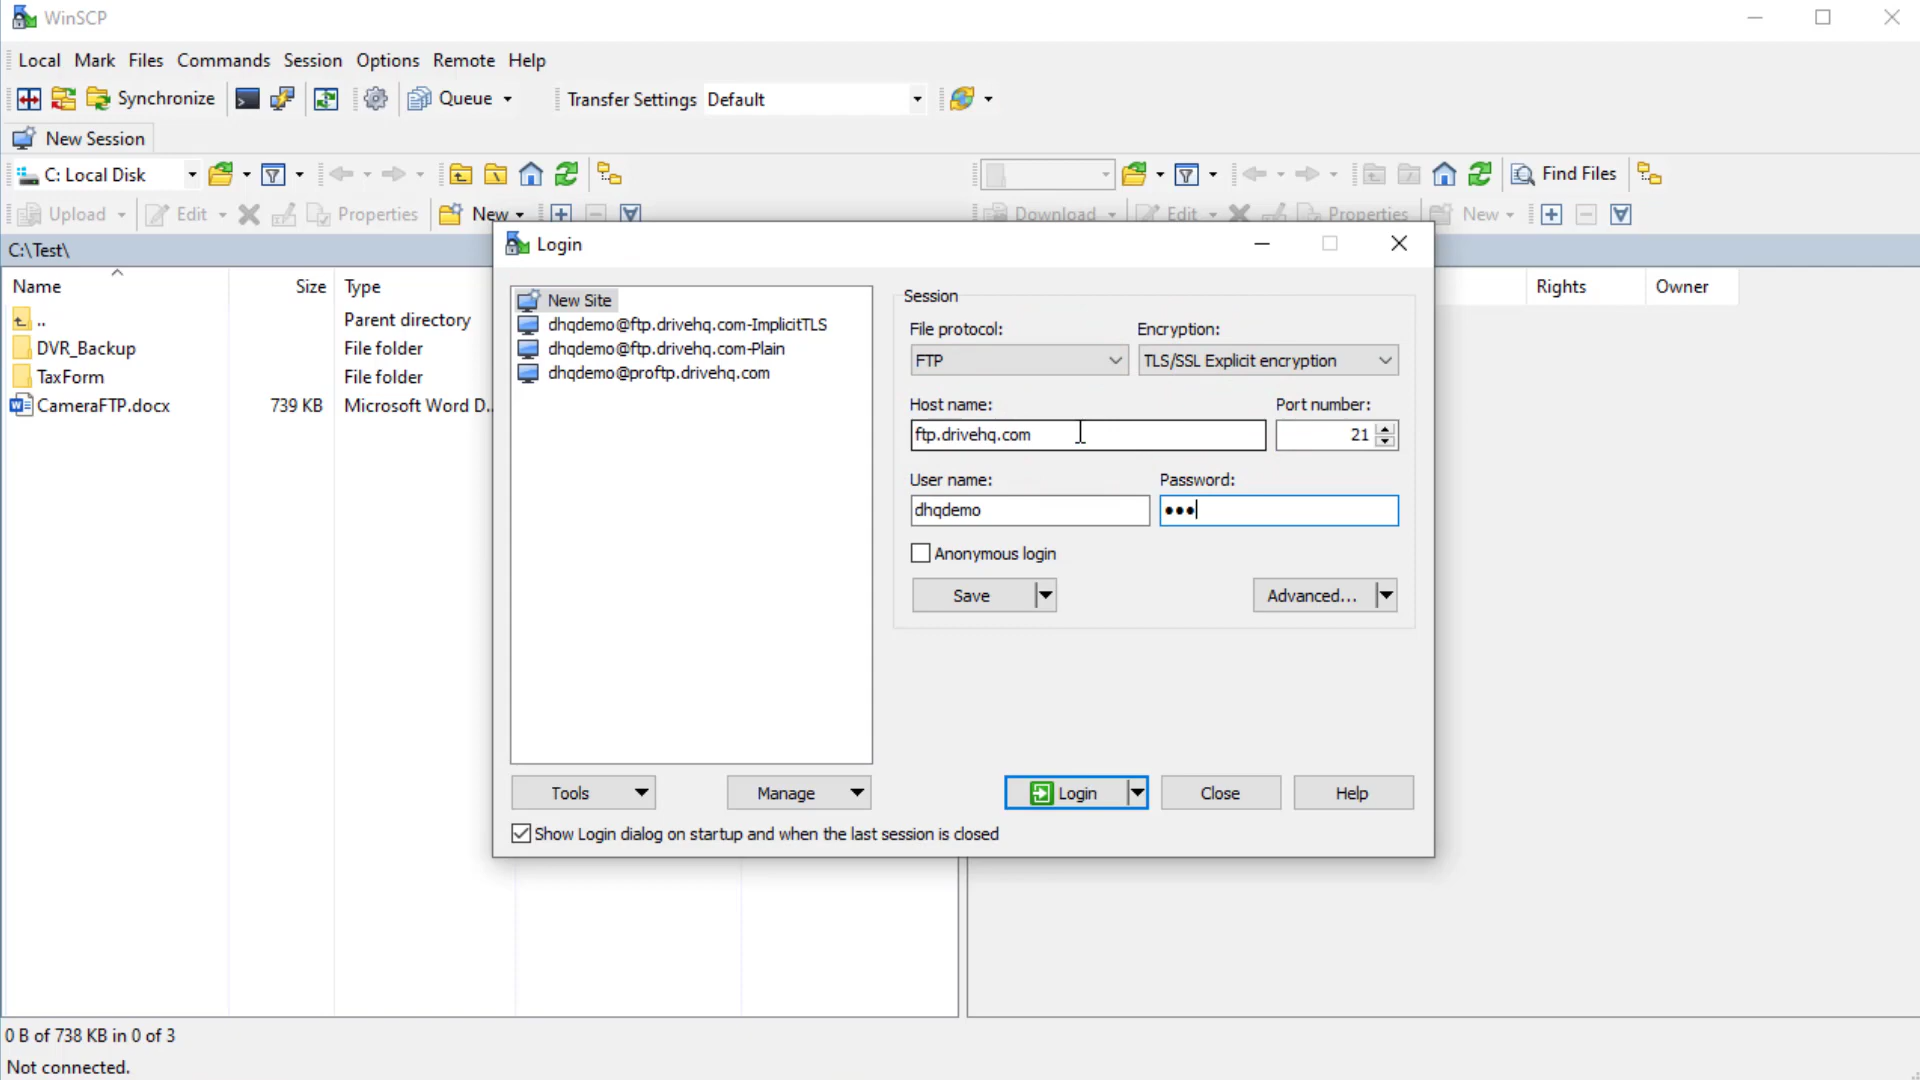 WinSCP
Local Mark Files Commands Session Options Remote Help
Synchronize Queue Transfer Settings Default
New Session
C: Local Disk Find Files
Upload Edit Properties New Download Edit Properties New
C:\Test\
Name Size Type Rights Owner
.. Parent directory
DVR_Backup File folder
TaxForm File folder
CameraFTP.docx 739 KB Microsoft Word D...
Login
New Site
dhqdemo@ftp.drivehq.com-ImplicitTLS
dhqdemo@ftp.drivehq.com-Plain
dhqdemo@proftp.drivehq.com
Session
File protocol: Encryption:
FTP TLS/SSL Explicit encryption
Host name: Port number:
ftp.drivehq.com 21
User name: Password:
dhqdemo •••
Anonymous login
Save Advanced...
Tools Manage Login Close Help
Show Login dialog on startup and when the last session is closed
0 B of 738 KB in 0 of 3
Not connected.